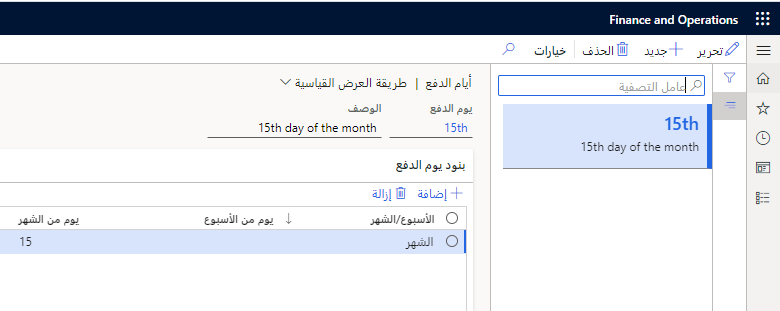 Finance and Operations
تحرير جديد الحذف خيارات
عامل التصفية
15th
15th day of the month
أيام الدفع | طريقة العرض القياسية
يوم الدفع الوصف
15th 15th day of the month
بنود يوم الدفع
إضافة إزالة
الأسبوع/الشهر يوم من الأسبوع يوم من الشهر
الشهر 15